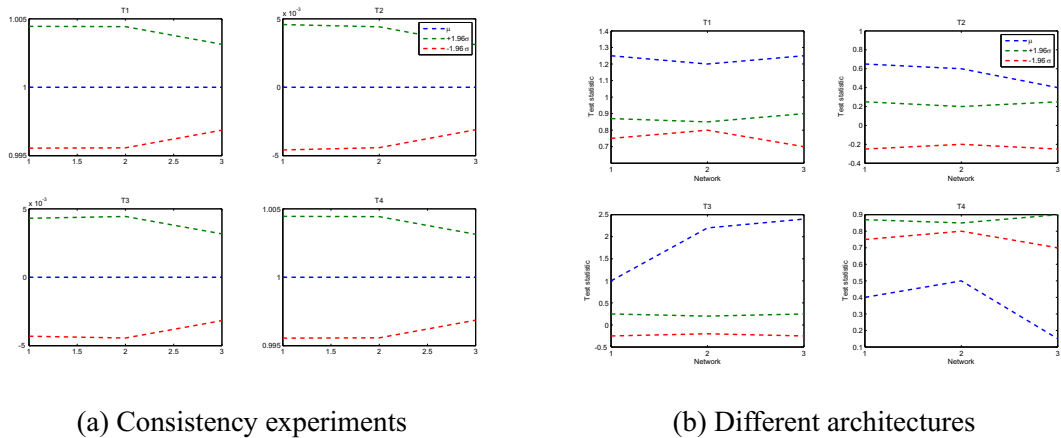 T1
1.005
1
0.995
1 1.5 2 2.5 3
T2
x 10⁻³
5
0
-5
1 1.5 2 2.5 3
μ
+1.96σ
-1.96 σ
T3
x 10⁻³
5
0
-5
1 1.5 2 2.5 3
T4
1.005
1
0.995
1 1.5 2 2.5 3
(a) Consistency experiments
T1
Test statistic
1.4
1.3
1.2
1.1
1
0.9
0.8
0.7
1 2 3
Network
T2
Test statistic
1
0.8
0.6
0.4
0.2
0
-0.2
-0.4
1 2 3
Network
μ
+1.96σ
-1.96 σ
T3
Test statistic
2.5
2
1.5
1
0.5
0
-0.5
1 2 3
Network
T4
Test statistic
0.9
0.8
0.7
0.6
0.5
0.4
0.3
0.2
0.1
1 2 3
Network
(b) Different architectures